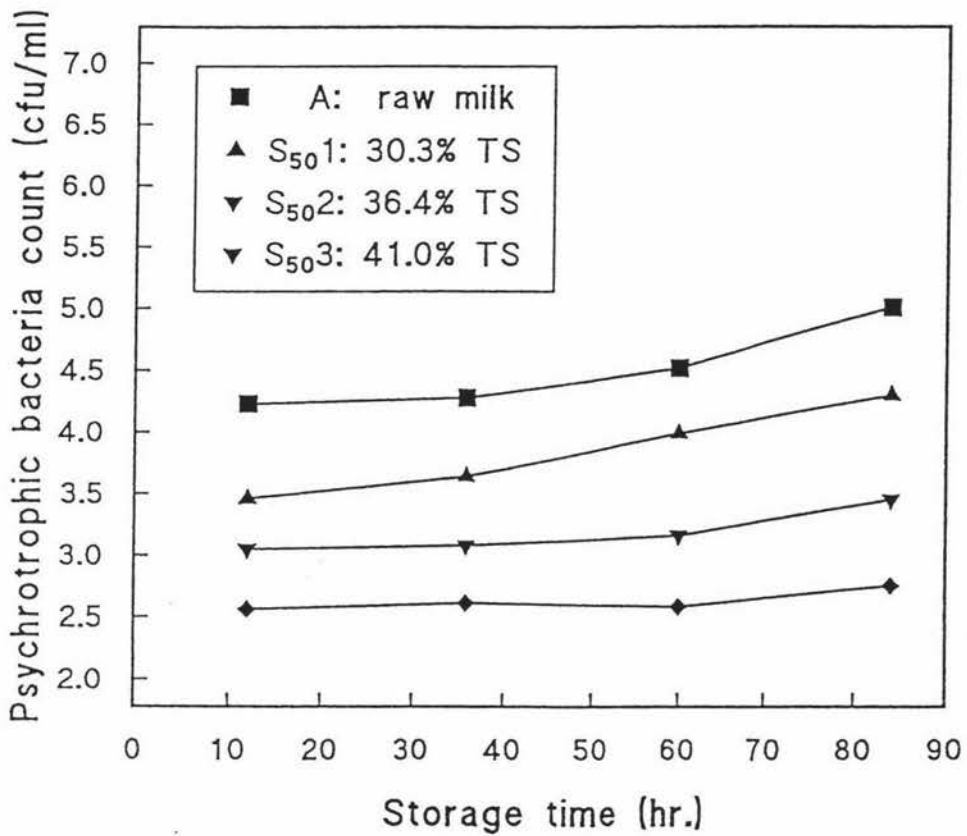 Psychrotrophic bacteria count (cfu/ml)
7.0
6.5
6.0
5.5
5.0
4.5
4.0
3.5
3.0
2.5
2.0
A: raw milk
S₅₀1: 30.3% TS
S₅₀2: 36.4% TS
S₅₀3: 41.0% TS
0 10 20 30 40 50 60 70 80 90
Storage time (hr.)